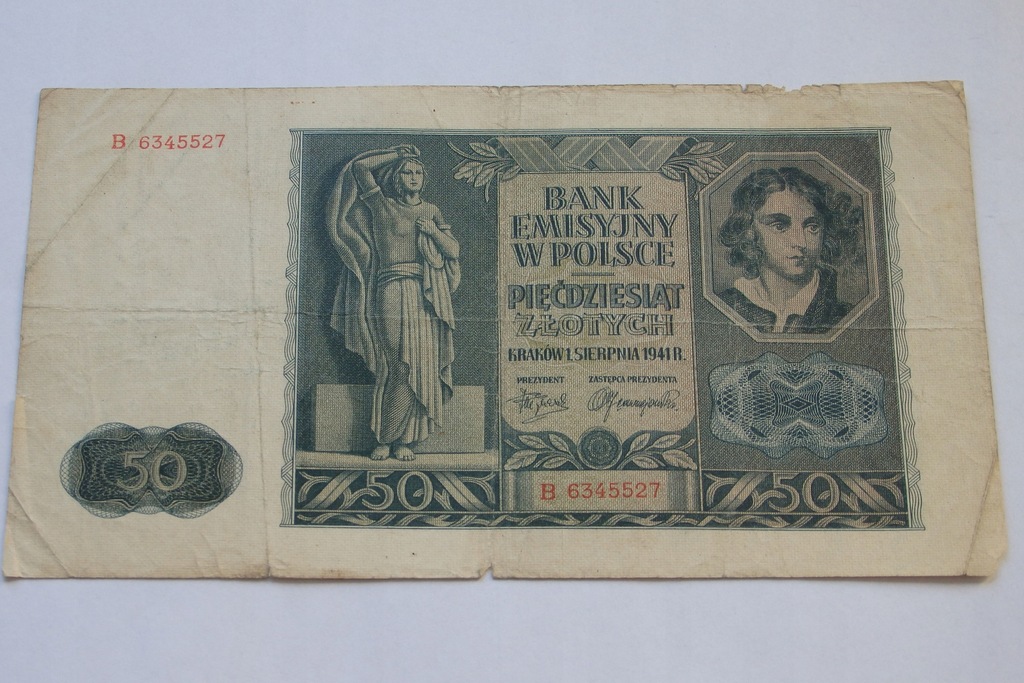 B 6345527
BANK
EMISYJNY
W POLSCE
PIĘĆDZIESIĄT
ZŁOTYCH
KRAKÓW 1. SIERPNIA 1941 R.
PREZYDENT ZASTĘPCA PREZYDENTA
50
50 B 6345527 50